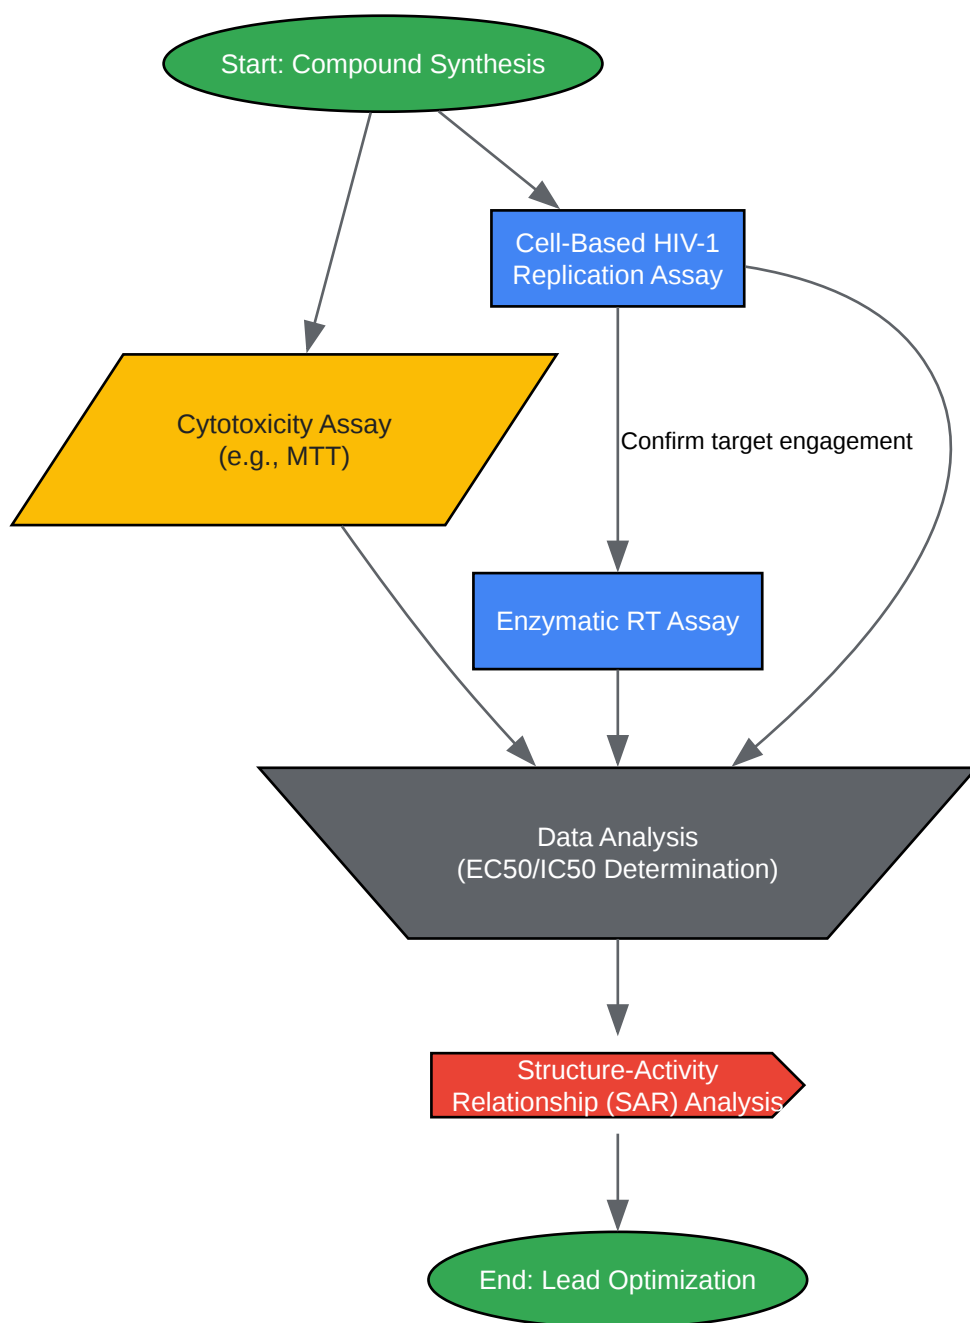 Start: Compound Synthesis
Cell-Based HIV-1
Replication Assay
Cytotoxicity Assay
(e.g., MTT)
Confirm target engagement
Enzymatic RT Assay
Data Analysis
(EC50/IC50 Determination)
Structure-Activity
Relationship (SAR) Analysis
End: Lead Optimization